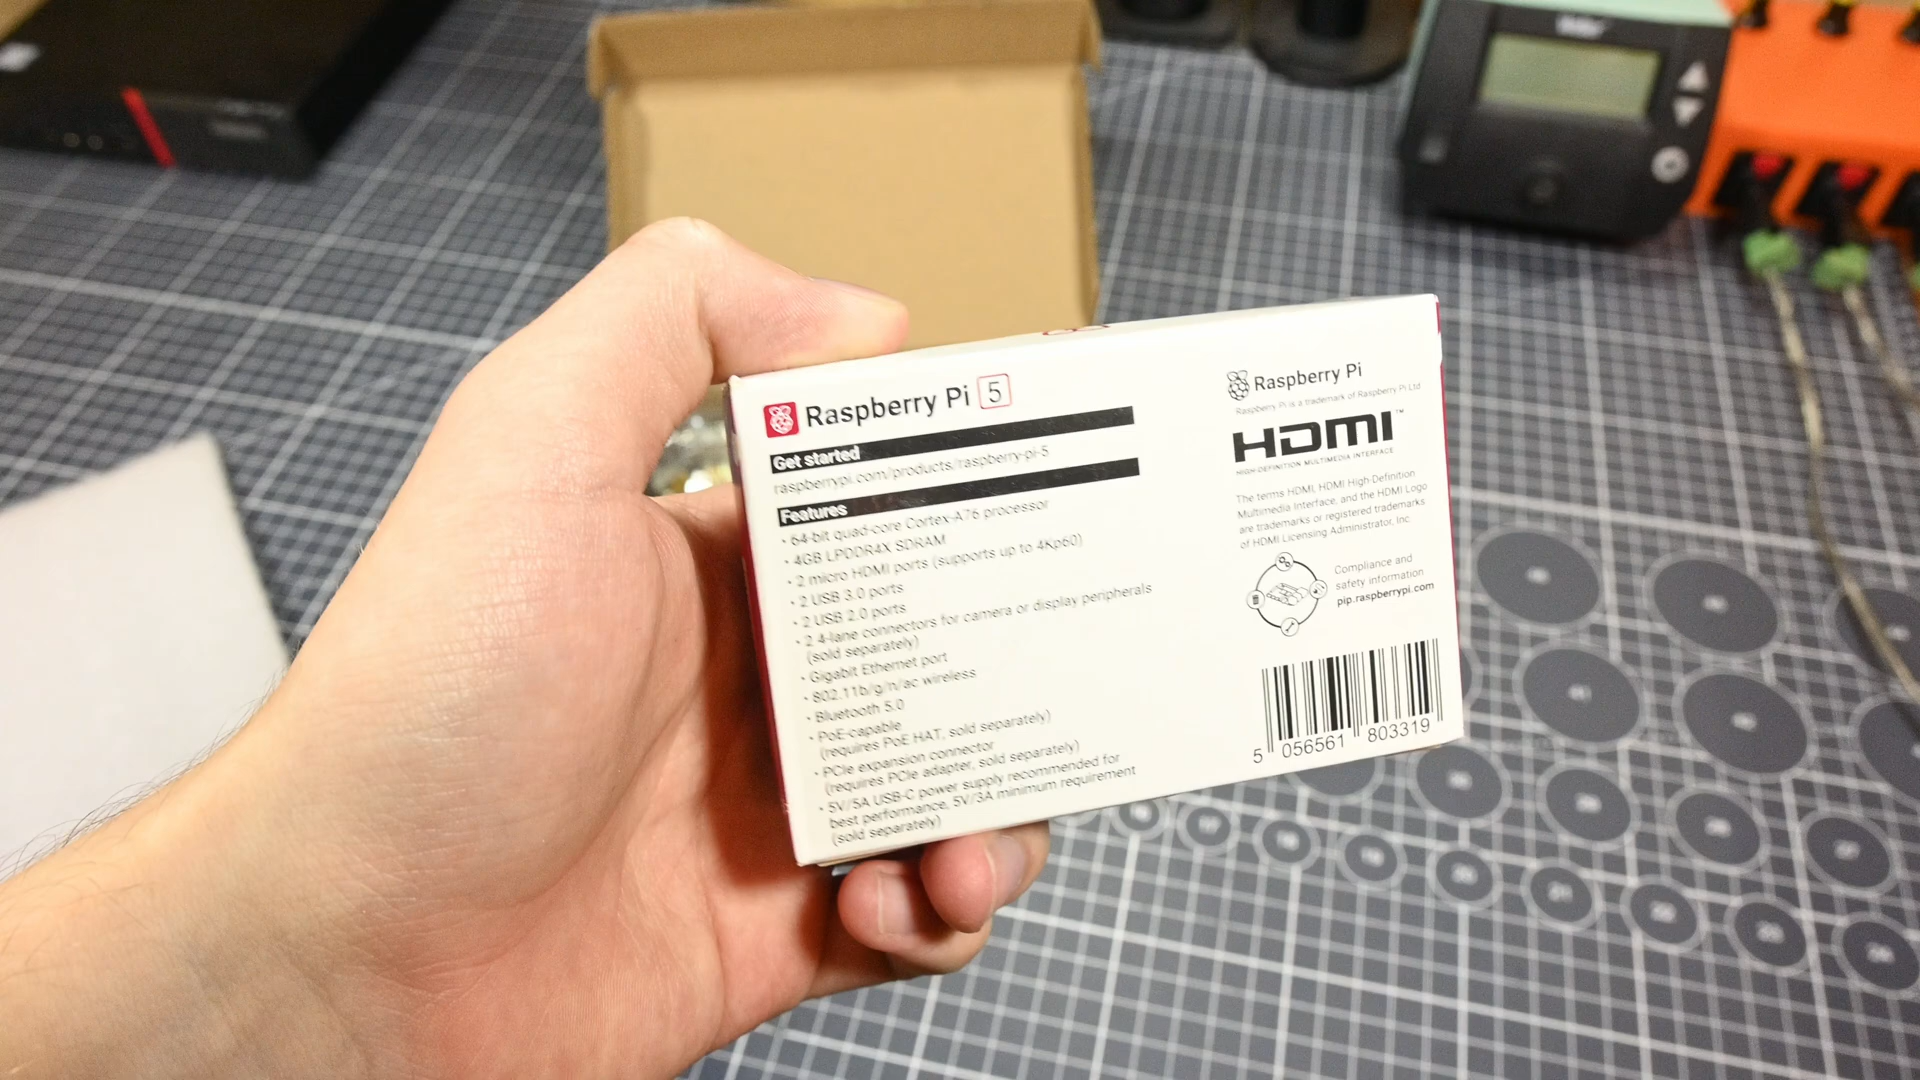 Raspberry Pi 5
Get started
raspberrypi.com/products/raspberry-pi-5
Features
• 64-bit quad-core Cortex-A76 processor
• 4GB LPDDR4X SDRAM
• 2 micro HDMI ports (supports up to 4Kp60)
• 2 USB 3.0 ports
• 2 USB 2.0 ports
• 2 4-lane connectors for camera or display peripherals
(sold separately)
• Gigabit Ethernet port
• 802.11b/g/n/ac wireless
• Bluetooth 5.0
• PoE-capable
(requires PoE HAT, sold separately)
• PCIe expansion connector
(requires PCIe adapter, sold separately)
• 5V/5A USB-C power supply recommended for
best performance, 5V/3A minimum requirement
(sold separately)
Raspberry Pi
Raspberry Pi is a trademark of Raspberry Pi Ltd
HDMI™
HIGH-DEFINITION MULTIMEDIA INTERFACE
The terms HDMI, HDMI High-Definition
Multimedia Interface, and the HDMI Logo
are trademarks or registered trademarks
of HDMI Licensing Administrator, Inc.
Compliance and
safety information
pip.raspberrypi.com
5 056561 803319